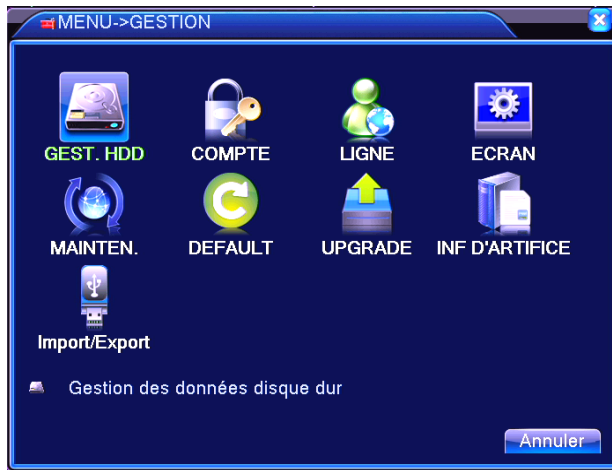 MENU->GESTION
GEST. HDD COMPTE LIGNE ECRAN
MAINTEN. DEFAULT UPGRADE INF D'ARTIFICE
Import/Export
Gestion des données disque dur
Annuler